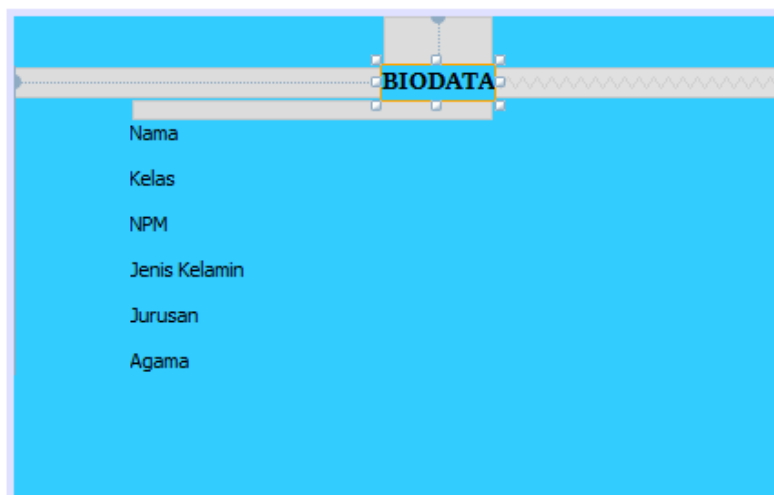 BIODATA
Nama
Kelas
NPM
Jenis Kelamin
Jurusan
Agama